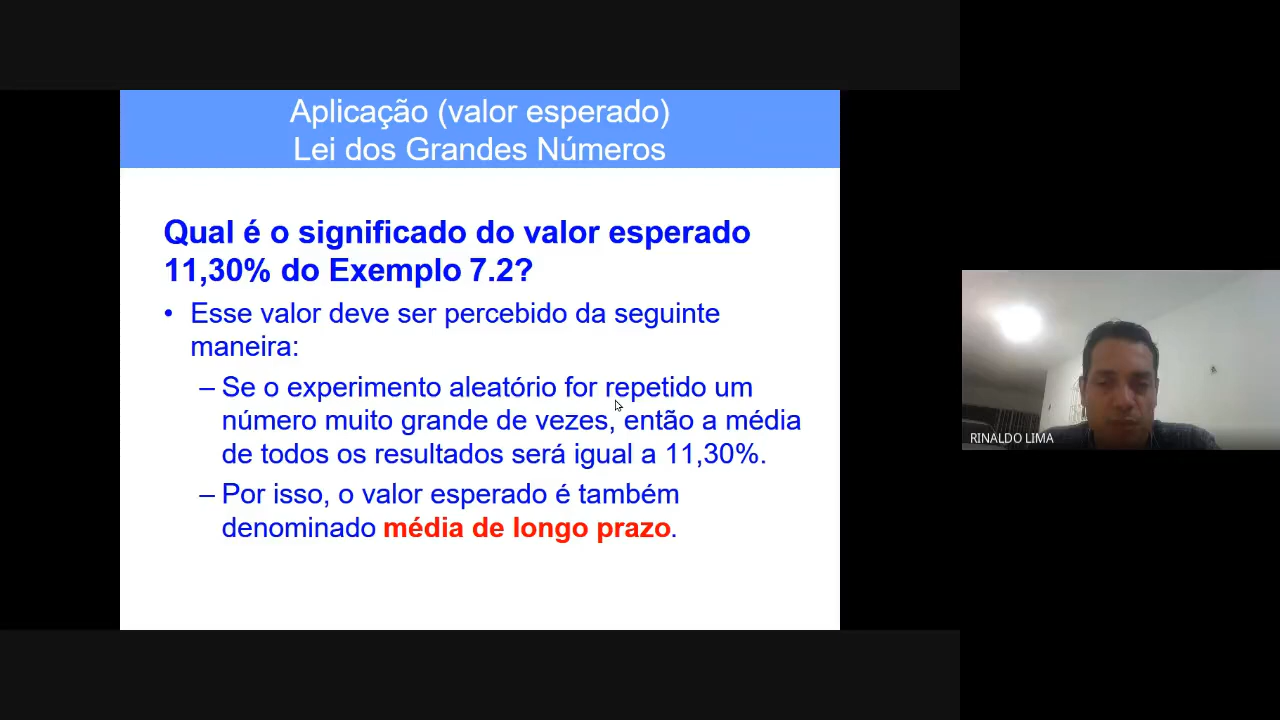 Aplicação (valor esperado)
Lei dos Grandes Números
Qual é o significado do valor esperado
11,30% do Exemplo 7.2?
• Esse valor deve ser percebido da seguinte
maneira:
– Se o experimento aleatório for repetido um
número muito grande de vezes, então a média
de todos os resultados será igual a 11,30%.
– Por isso, o valor esperado é também
denominado média de longo prazo.
RINALDO LIMA